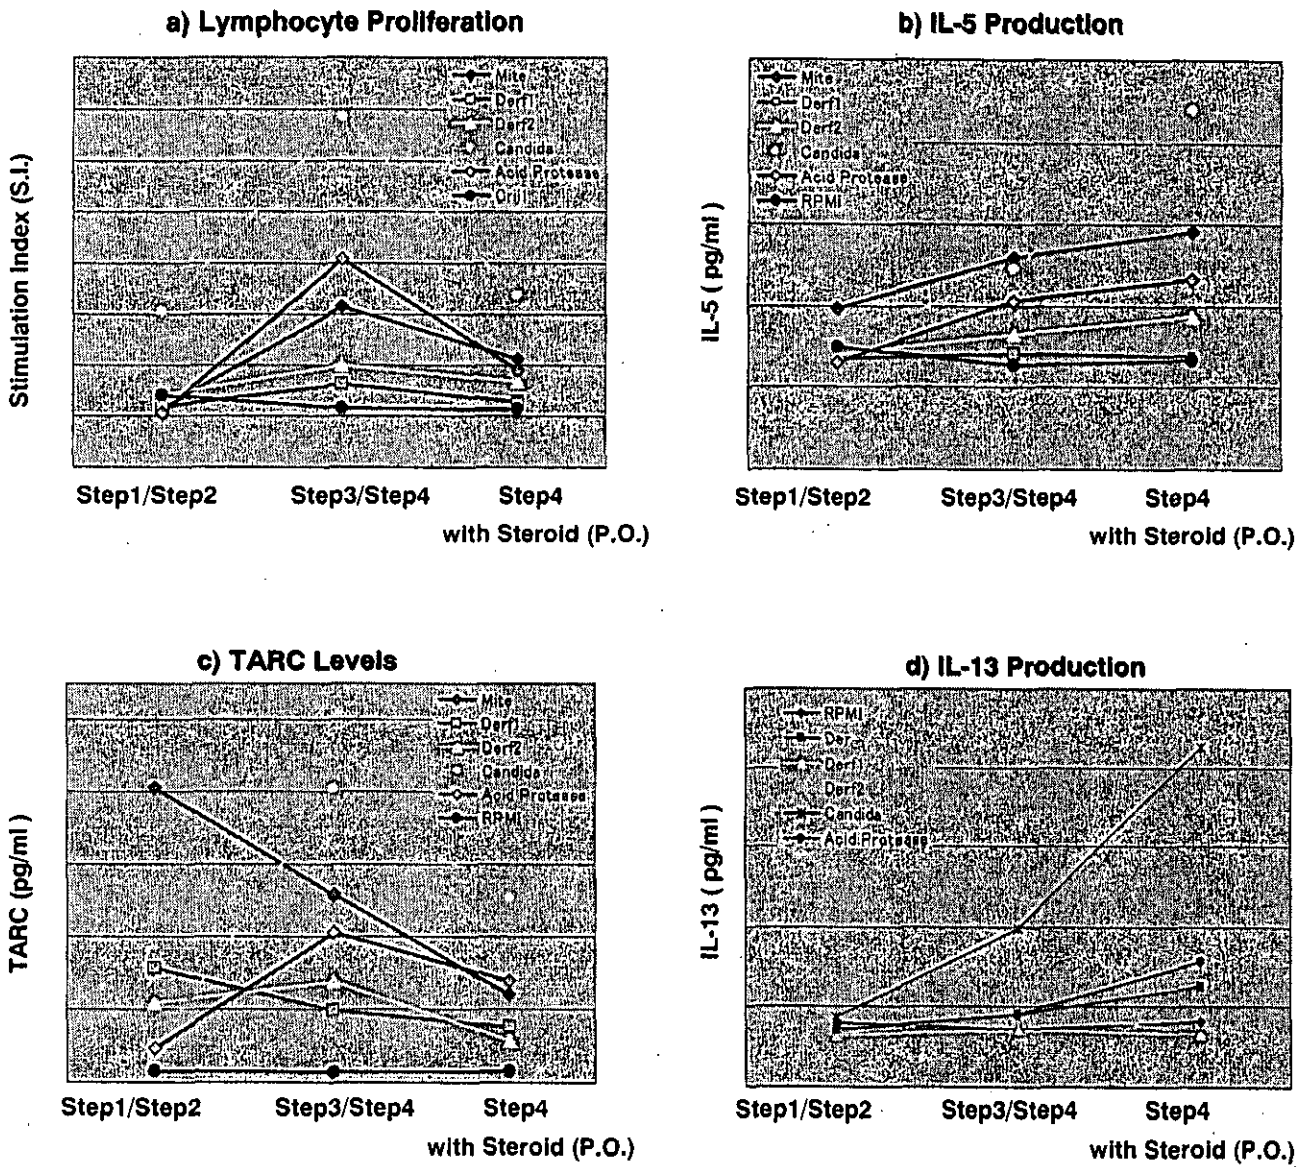 a) Lymphocyte Proliferation
Stimulation Index (S.I.)
Mite
Derf1
Derf2
Candida
Acid Protease
Step1/Step2 Step3/Step4 Step4
with Steroid (P.O.)
b) IL-5 Production
IL-5 ( pg/ml )
Mite
Derf1
Derf2
Candida
Acid Protease
RPMI
Step1/Step2 Step3/Step4 Step4
with Steroid (P.O.)
c) TARC Levels
TARC (pg/ml )
Mite
Derf1
Derf2
Candida
Acid Protease
RPMI
Step1/Step2 Step3/Step4 Step4
with Steroid (P.O.)
d) IL-13 Production
IL-13 ( pg/ml )
RPMI
Der
Derf1
Derf2
Candida
Acid Protease
Step1/Step2 Step3/Step4 Step4
with Steroid (P.O.)